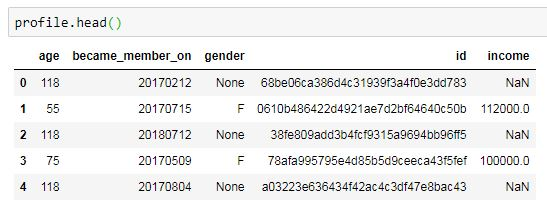 profile.head()
age became_member_on gender id income
0 118 20170212 None 68be06ca386d4c31939f3a4f0e3dd783 NaN
1 55 20170715 F 0610b486422d4921ae7d2bf64640c50b 112000.0
2 118 20180712 None 38fe809add3b4fcf9315a9694bb96ff5 NaN
3 75 20170509 F 78afa995795e4d85b5d9ceeca43f5fef 100000.0
4 118 20170804 None a03223e636434f42ac4c3df47e8bac43 NaN